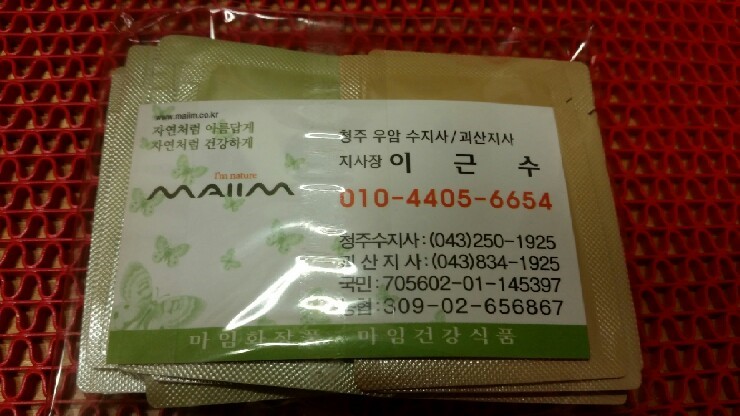 www.maiim.co.kr
자연처럼 아름답게
자연처럼 건강하게
I'm nature
MAIIM
청주 우암 수지사/괴산지사
지사장 이 근 수
010-4405-6654
청주수지사:(043)250-1925
괴산지사:(043)834-1925
국민:705602-01-145397
농협:309-02-656867
마임화장품 마임건강식품